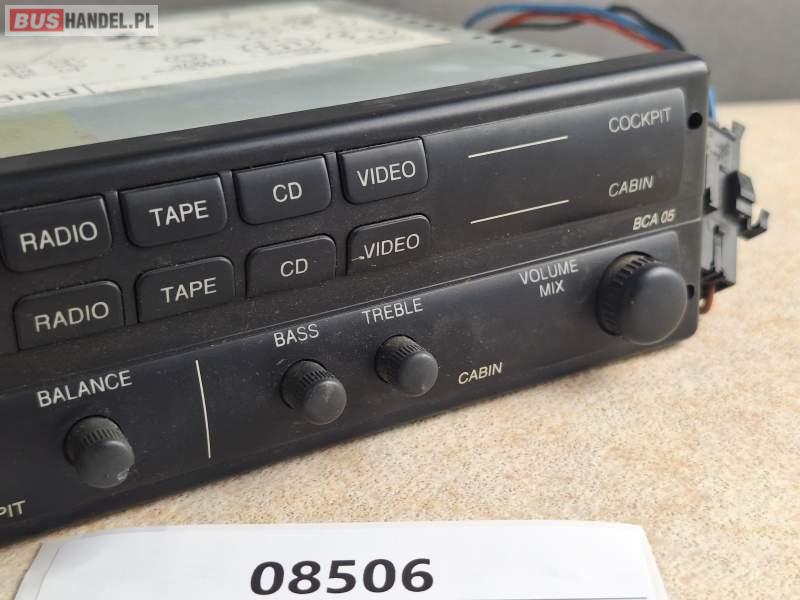 BUSHANDEL.PL
COCKPIT
RADIO TAPE CD VIDEO
CABIN
RADIO TAPE CD VIDEO
BCA 05
VOLUME
MIX
BASS TREBLE
BALANCE
CABIN
PIT
08506